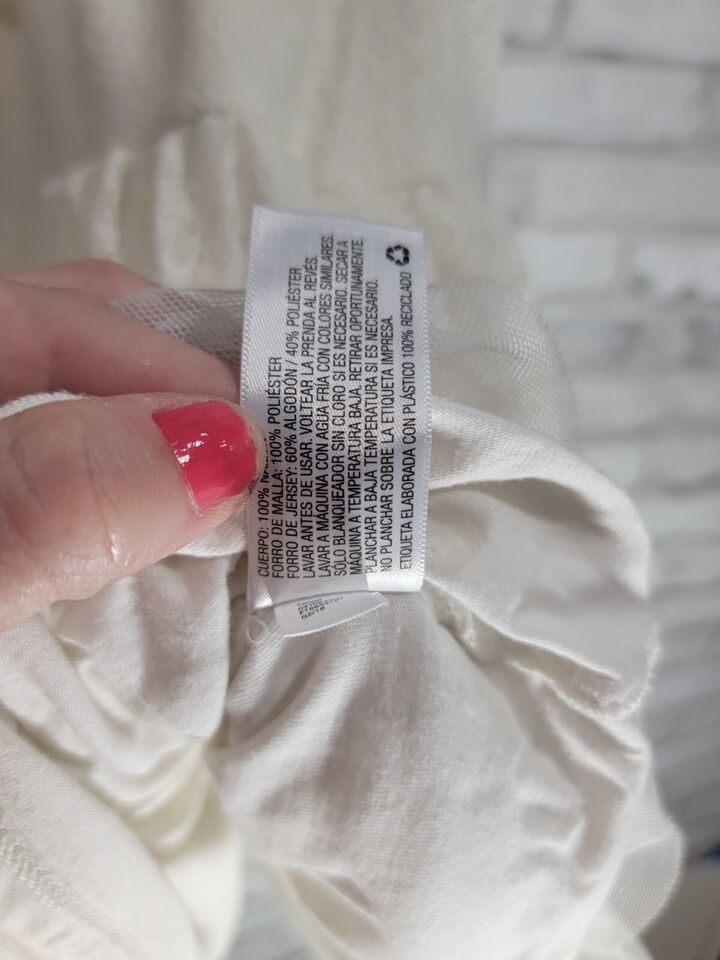 CUERPO: 100%
FORRO DE MALLA: 100% POLIÉSTER
FORRO DE JERSEY: 60% ALGODÓN / 40% POLIÉSTER
LAVAR ANTES DE USAR. VOLTEAR LA PRENDA AL REVÉS.
LAVAR A MAQUINA CON AGUA FRÍA CON COLORES SIMILARES.
SÓLO BLANQUEADOR SIN CLORO SI ES NECESARIO. SECAR A
MÁQUINA A TEMPERATURA BAJA. RETIRAR OPORTUNAMENTE.
PLANCHAR A BAJA TEMPERATURA SI ES NECESARIO.
NO PLANCHAR SOBRE LA ETIQUETA IMPRESA.
ETIQUETA ELABORADA CON PLÁSTICO 100% RECICLADO
02/18